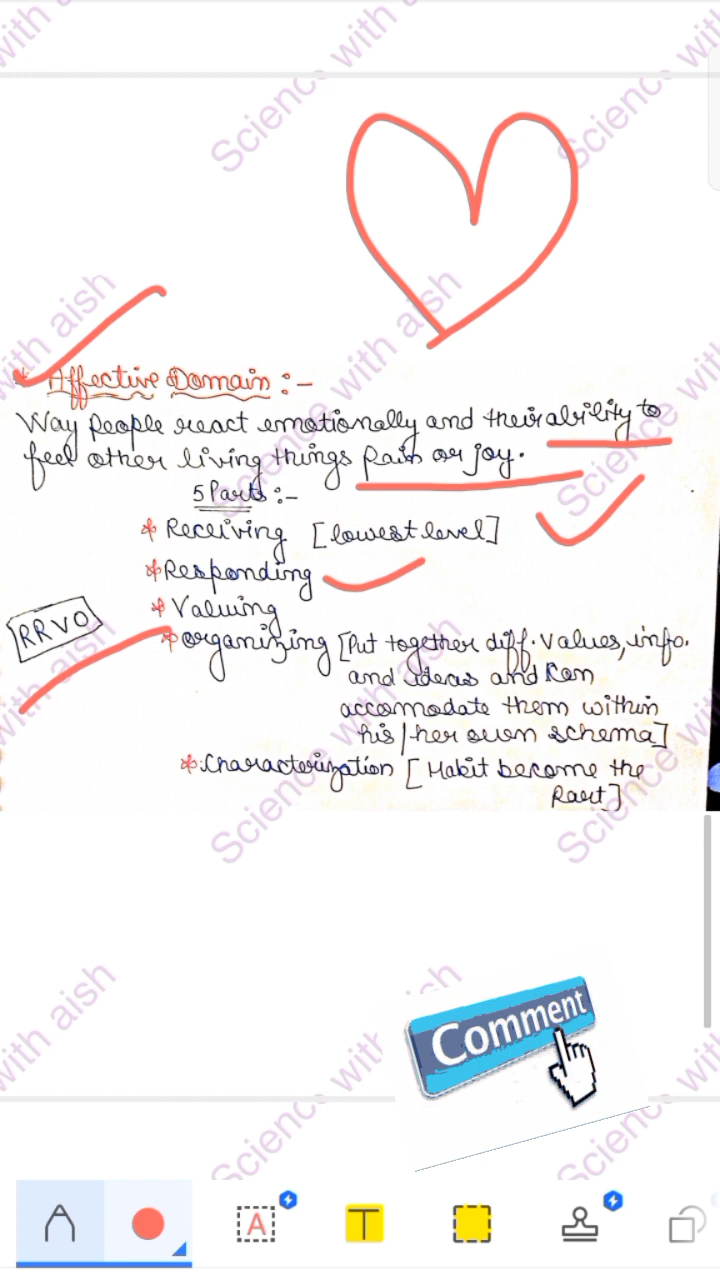 Science with aish
* Affective Domain :-
Way People react emotionally and their ability to
feel other living things Pain or joy.
5 Parts :-
* Receiving [lowest level]
* Responding
* Valuing
RRVO
* organizing [Put together diff. Values, info.
and ideas and
accomodate them within
his/her own schema]
* Characterization [Habit become the
Part]
Comment
A
T